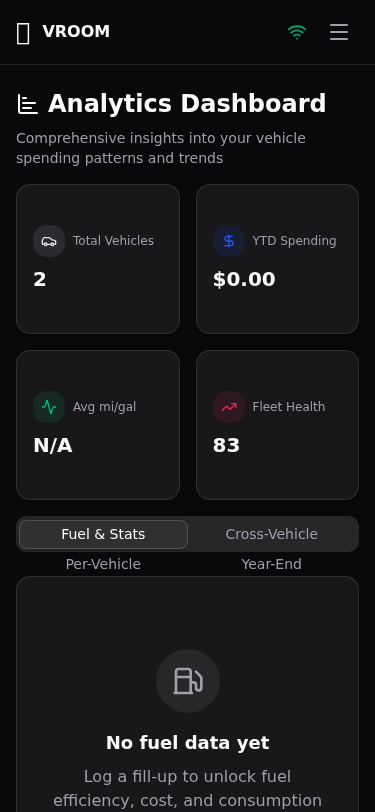 VROOM
Analytics Dashboard
Comprehensive insights into your vehicle
spending patterns and trends
Total Vehicles
2
YTD Spending
$0.00
Avg mi/gal
N/A
Fleet Health
83
Fuel & Stats
Cross-Vehicle
Per-Vehicle
Year-End
No fuel data yet
Log a fill-up to unlock fuel
efficiency, cost, and consumption